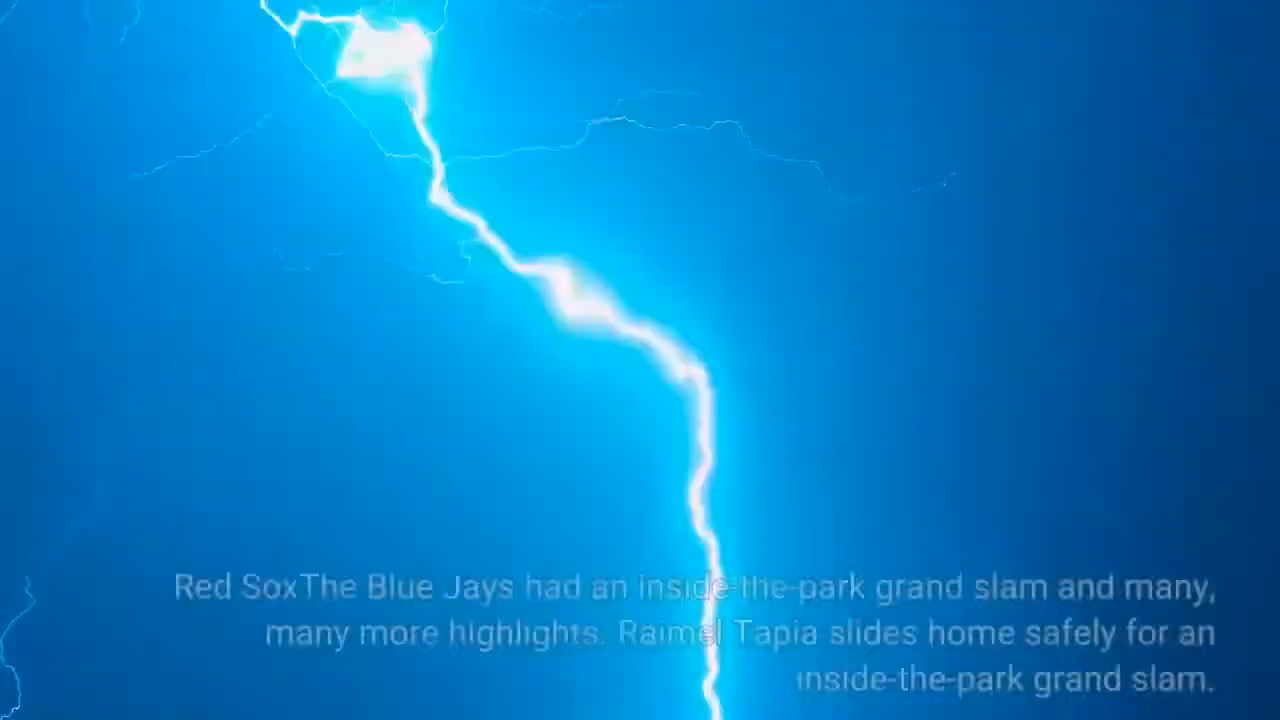 Red SoxThe Blue Jays had an inside-the-park grand slam and many,
many more highlights. Raimel Tapia slides home safely for an
inside-the-park grand slam.